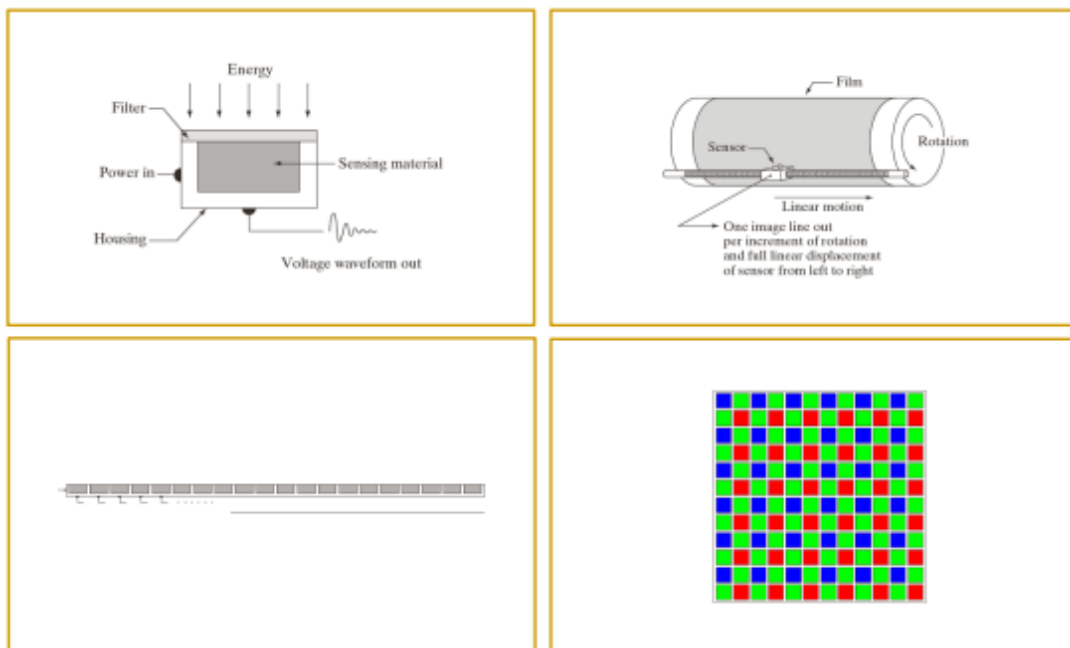 Energy
Filter
Sensing material
Power in
Housing
Voltage waveform out
Film
Rotation
Sensor
Linear motion
One image line out
per increment of rotation
and full linear displacement
of sensor from left to right